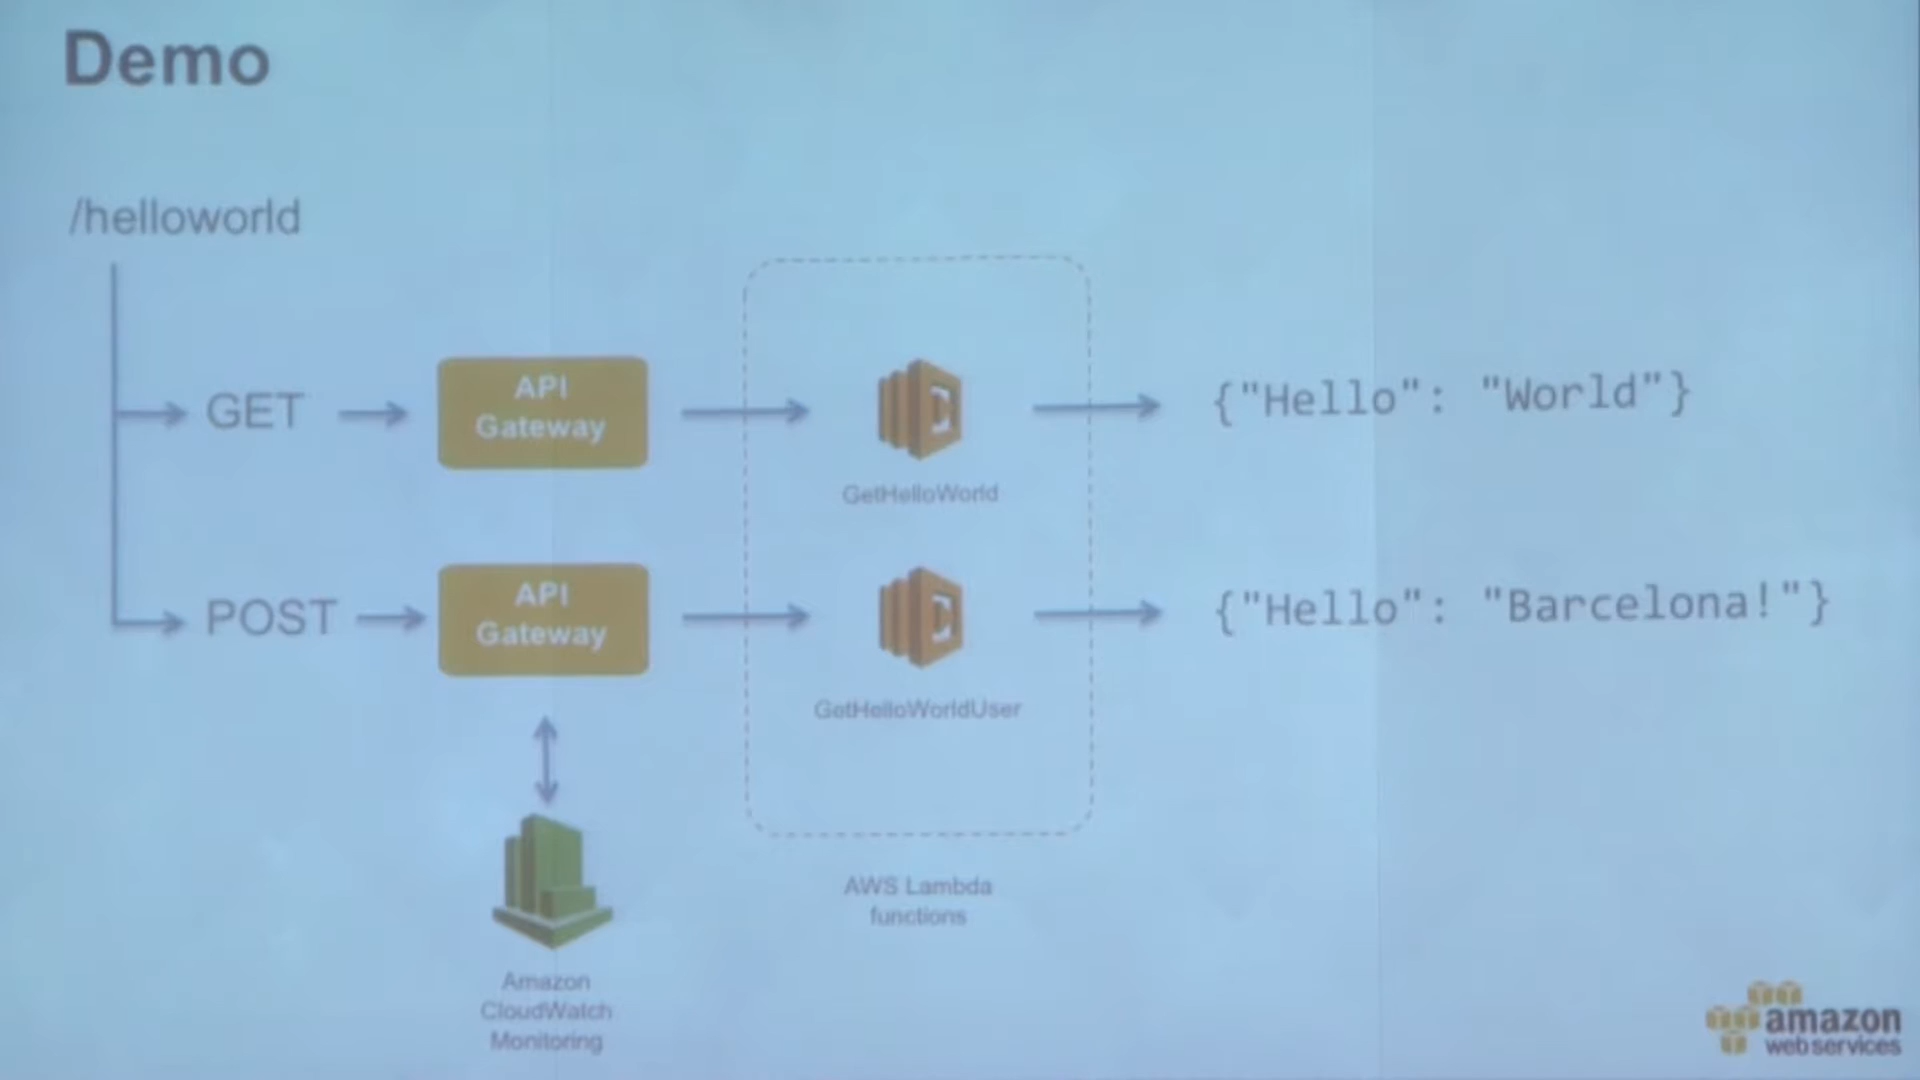 Demo
/helloworld
GET
API
Gateway
GetHelloWorld
{"Hello": "World"}
POST
API
Gateway
GetHelloWorldUser
{"Hello": "Barcelona!"}
AWS Lambda
functions
Amazon
CloudWatch
Monitoring
amazon
web services